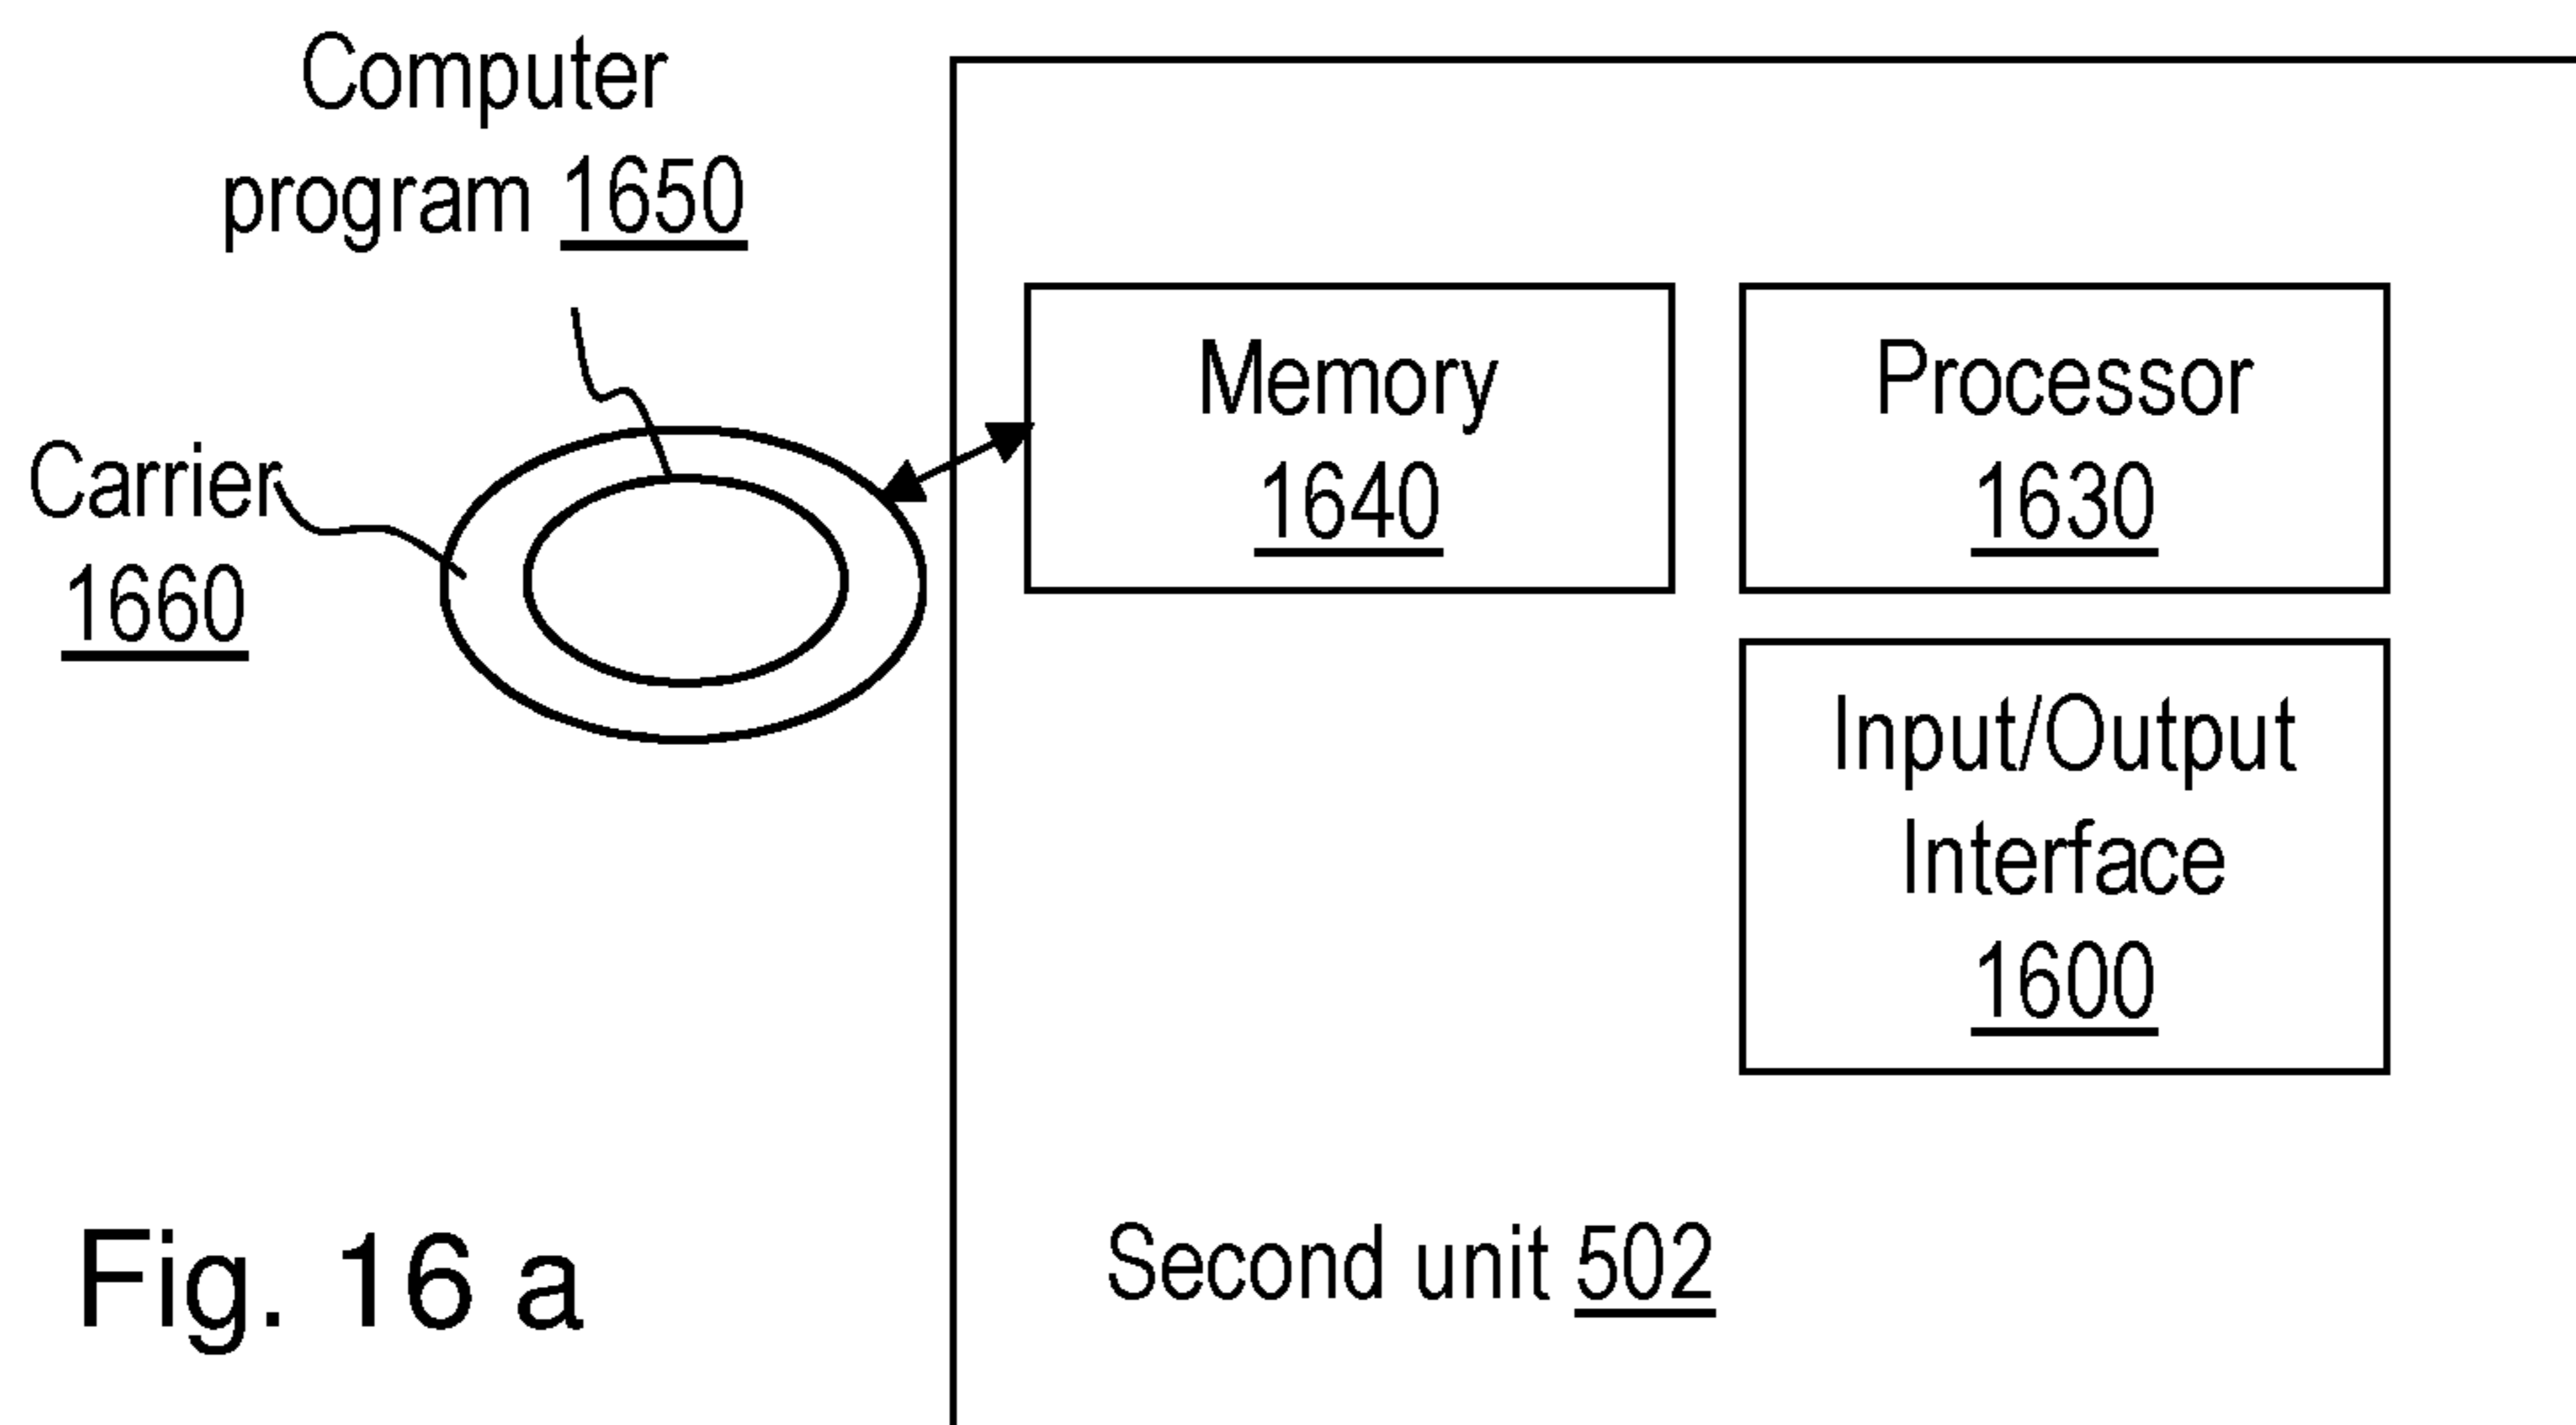 Computer
program 1650
Carrier
1660
Memory
1640
Processor
1630
Input/Output
Interface
1600
Second unit 502
Fig. 16 a